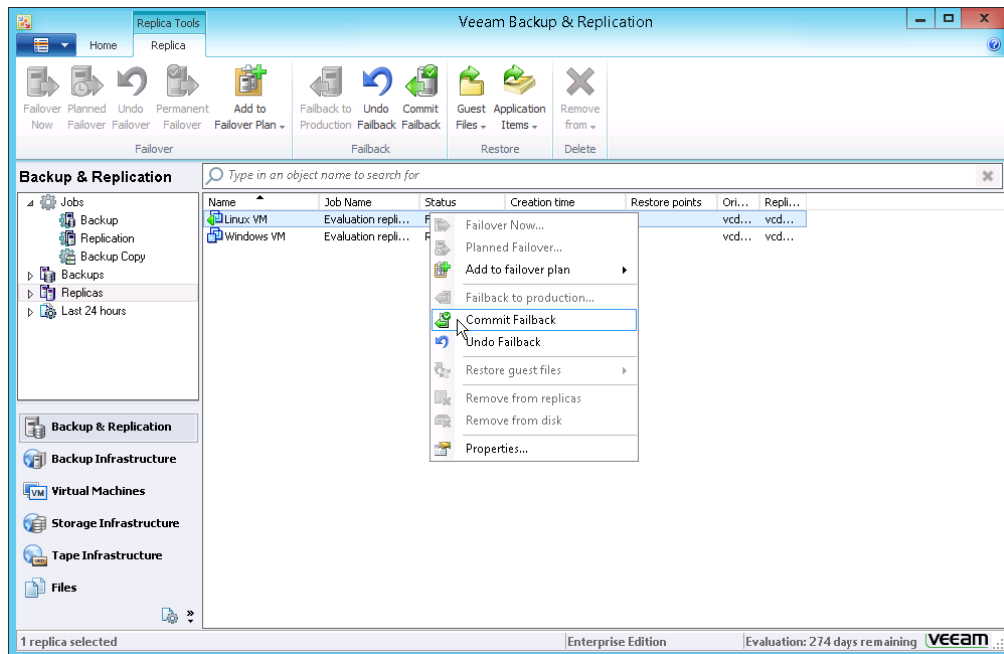 Replica Tools
Veeam Backup & Replication
Home
Replica
Failover Now
Planned Failover
Undo Failover
Permanent Failover
Add to Failover Plan
Failback to Production
Undo Failback
Commit Failback
Guest Files
Application Items
Remove from
Failover
Failback
Restore
Delete
Backup & Replication
Type in an object name to search for
Jobs
Backup
Replication
Backup Copy
Backups
Replicas
Last 24 hours
Name Job Name Status Creation time Restore points Ori... Repli...
Linux VM Evaluation repli... vcd... vcd...
Windows VM Evaluation repli... vcd... vcd...
Failover Now...
Planned Failover...
Add to failover plan
Failback to production...
Commit Failback
Undo Failback
Restore guest files
Remove from replicas
Remove from disk
Properties...
Backup & Replication
Backup Infrastructure
VM
Virtual Machines
Storage Infrastructure
Tape Infrastructure
Files
1 replica selected
Enterprise Edition
Evaluation: 274 days remaining
veeam